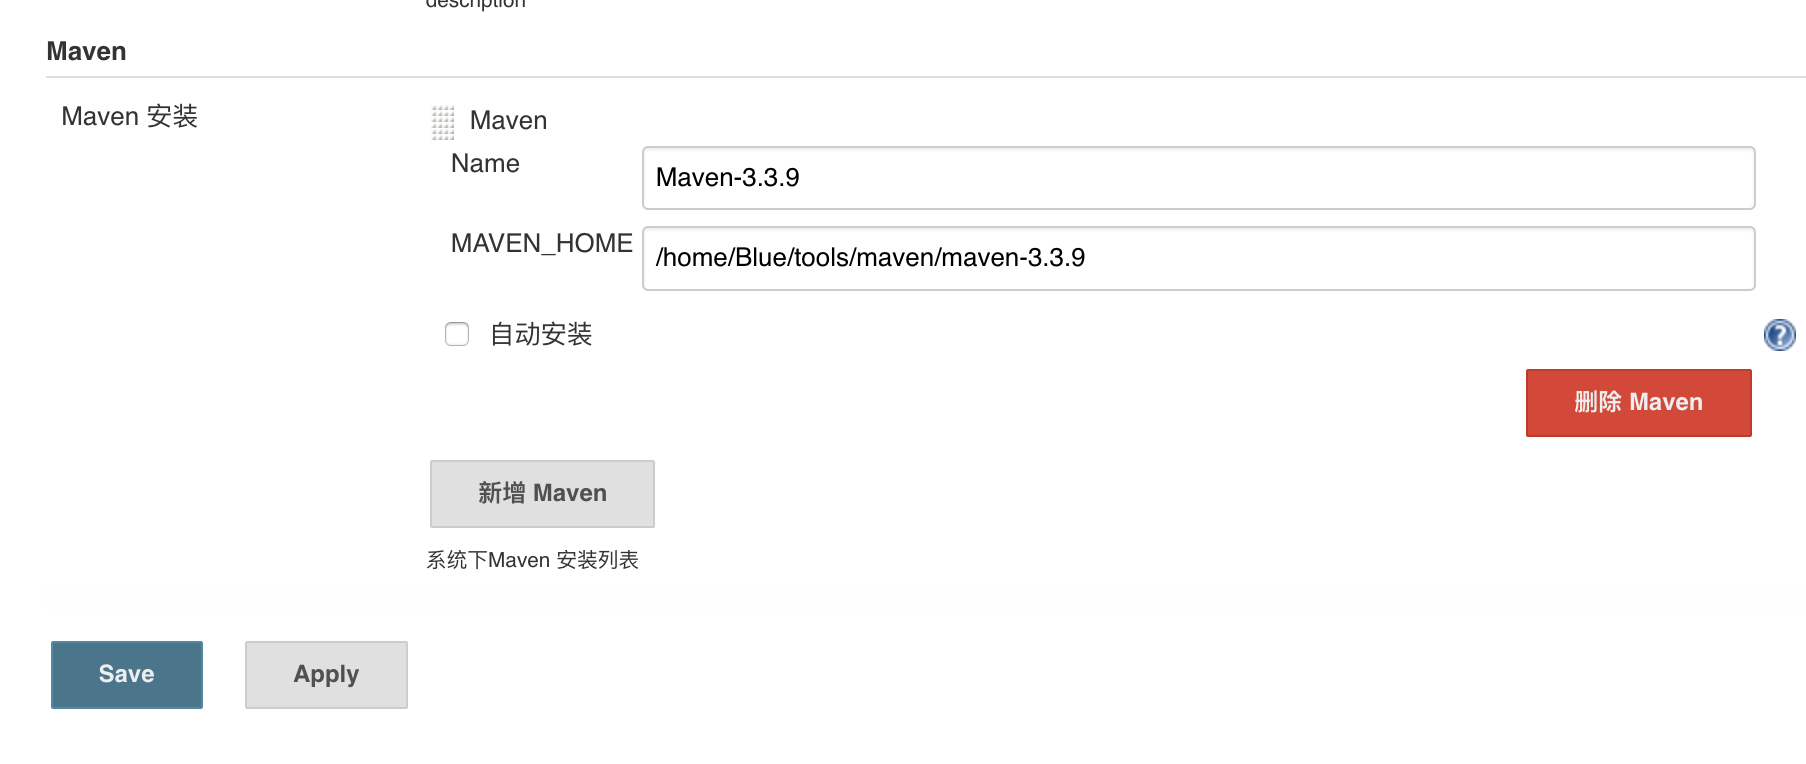 description
Maven
Maven 安装
Maven
Name
Maven-3.3.9
MAVEN_HOME
/home/Blue/tools/maven/maven-3.3.9
自动安装
?
删除 Maven
新增 Maven
系统下Maven 安装列表
Save
Apply